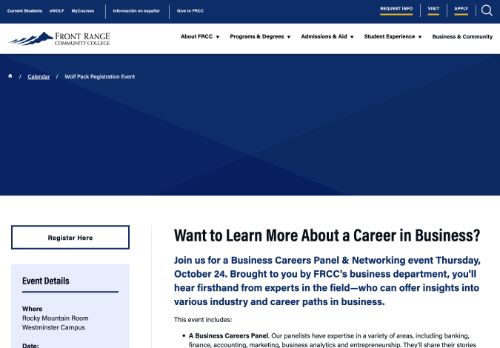 Current Students eWOLF MyCourses Información en español Give to FRCC REQUEST INFO VISIT APPLY
FRONT RANGE
COMMUNITY COLLEGE
About FRCC Programs & Degrees Admissions & Aid Student Experience Business & Community
/ Calendar / Wolf Pack Registration Event
Register Here
Event Details
Where
Rocky Mountain Room
Westminster Campus
Date:
Want to Learn More About a Career in Business?
Join us for a Business Careers Panel & Networking event Thursday,
October 24. Brought to you by FRCC's business department, you'll
hear firsthand from experts in the field—who can offer insights into
various industry and career paths in business.
This event includes:
• A Business Careers Panel. Our panelists have expertise in a variety of areas, including banking,
finance, accounting, marketing, business analytics and entrepreneurship. They'll share their stories